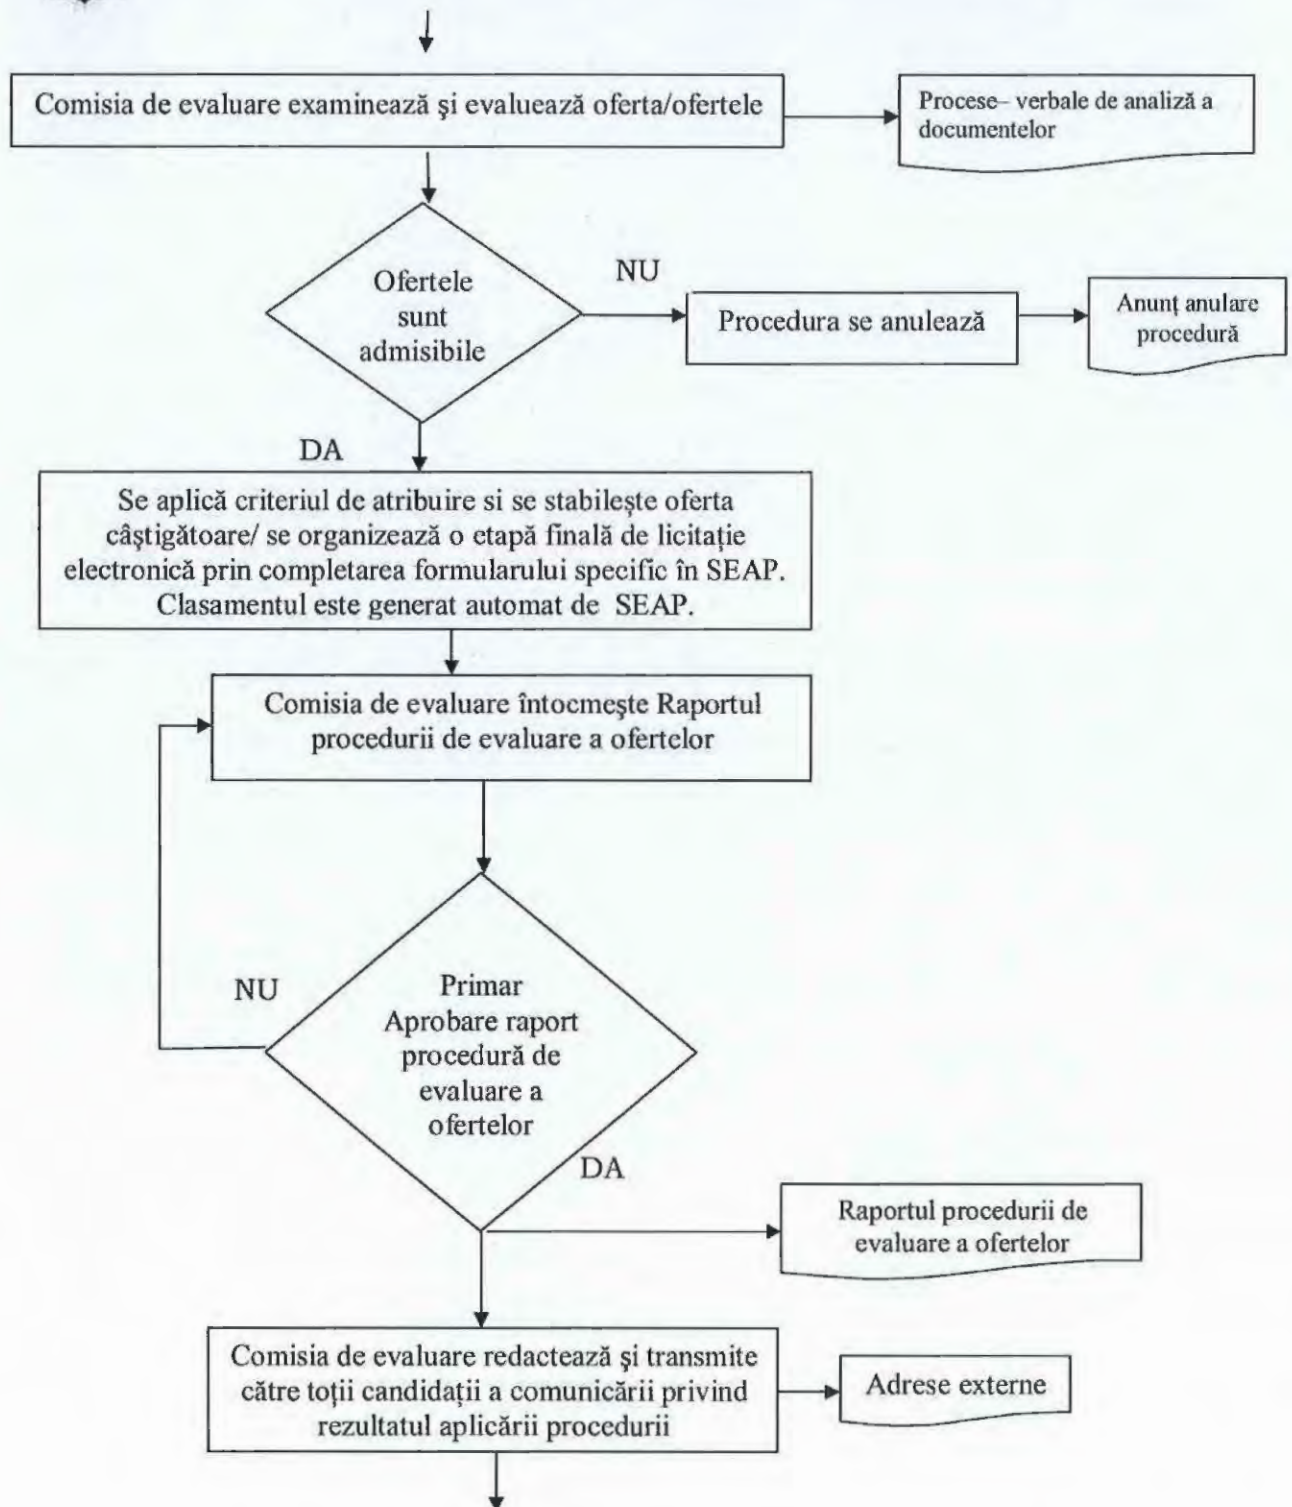 Comisia de evaluare examinează şi evaluează oferta/ofertele
Procese– verbale de analiză a
documentelor
Ofertele
sunt
admisibile
NU
Procedura se anulează
Anunţ anulare
procedură
DA
Se aplică criteriul de atribuire si se stabileşte oferta
câştigătoare/ se organizează o etapă finală de licitaţie
electronică prin completarea formularului specific în SEAP.
Clasamentul este generat automat de SEAP.
Comisia de evaluare întocmeşte Raportul
procedurii de evaluare a ofertelor
NU
Primar
Aprobare raport
procedură de
evaluare a
ofertelor
DA
Raportul procedurii de
evaluare a ofertelor
Comisia de evaluare redactează şi transmite
către toţii candidaţii a comunicării privind
rezultatul aplicării procedurii
Adrese externe